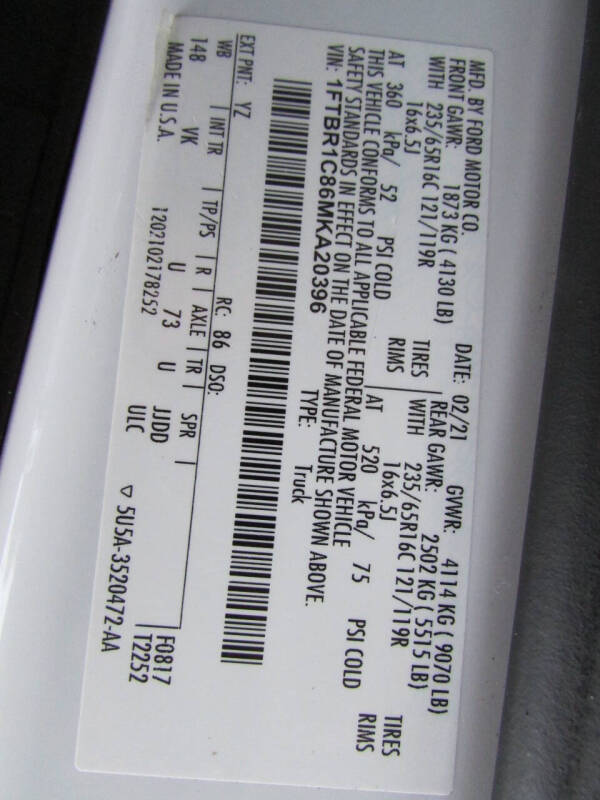 MFD. BY FORD MOTOR CO. DATE: 02/21 GVWR: 4114 KG ( 9070 LB)
FRONT GAWR: 1873 KG ( 4130 LB) REAR GAWR: 2502 KG ( 5515 LB)
WITH 235/65R16C 121/119R TIRES WITH 235/65R16C 121/119R TIRES
16x6.5J RIMS 16x6.5J RIMS
AT 360 kPa/ 52 PSI COLD AT 520 kPa/ 75 PSI COLD
THIS VEHICLE CONFORMS TO ALL APPLICABLE FEDERAL MOTOR VEHICLE
SAFETY STANDARDS IN EFFECT ON THE DATE OF MANUFACTURE SHOWN ABOVE.
VIN: 1FTBR1C86MKA20396 TYPE: Truck
EXT PNT: YZ RC: 86 DSO:
WB | INT TR | TP/PS | R | AXLE | TR | SPR | F0817
148 VK U 73 U JJDD T2252
MADE IN U.S.A. 1202102178252 ULC ▽ 5U5A-3520472-AA